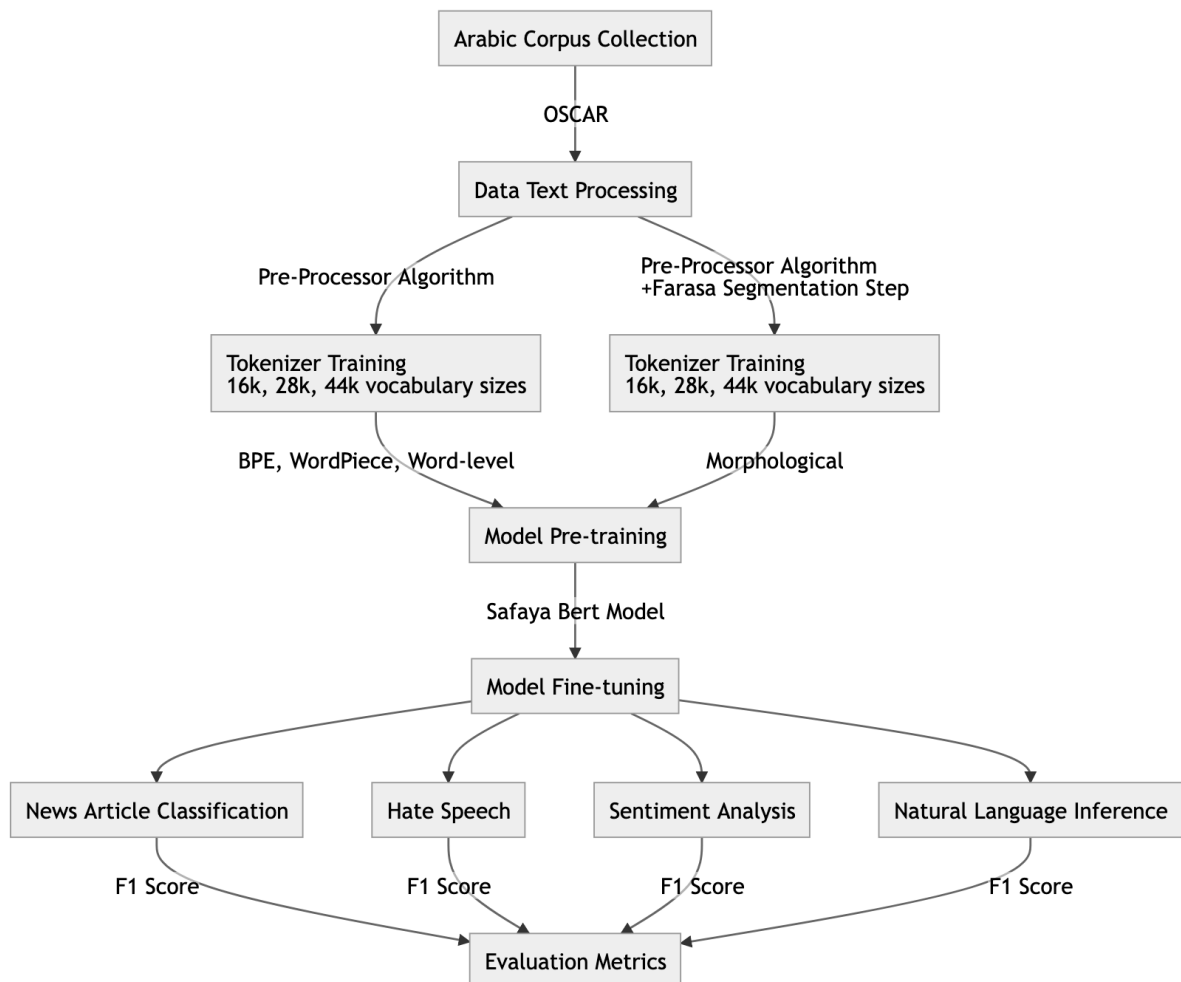 Arabic Corpus Collection
OSCAR
Data Text Processing
Pre-Processor Algorithm
Pre-Processor Algorithm
+Farasa Segmentation Step
Tokenizer Training
16k, 28k, 44k vocabulary sizes
Tokenizer Training
16k, 28k, 44k vocabulary sizes
BPE, WordPiece, Word-level
Morphological
Model Pre-training
Safaya Bert Model
Model Fine-tuning
News Article Classification
Hate Speech
Sentiment Analysis
Natural Language Inference
F1 Score
F1 Score
F1 Score
F1 Score
Evaluation Metrics